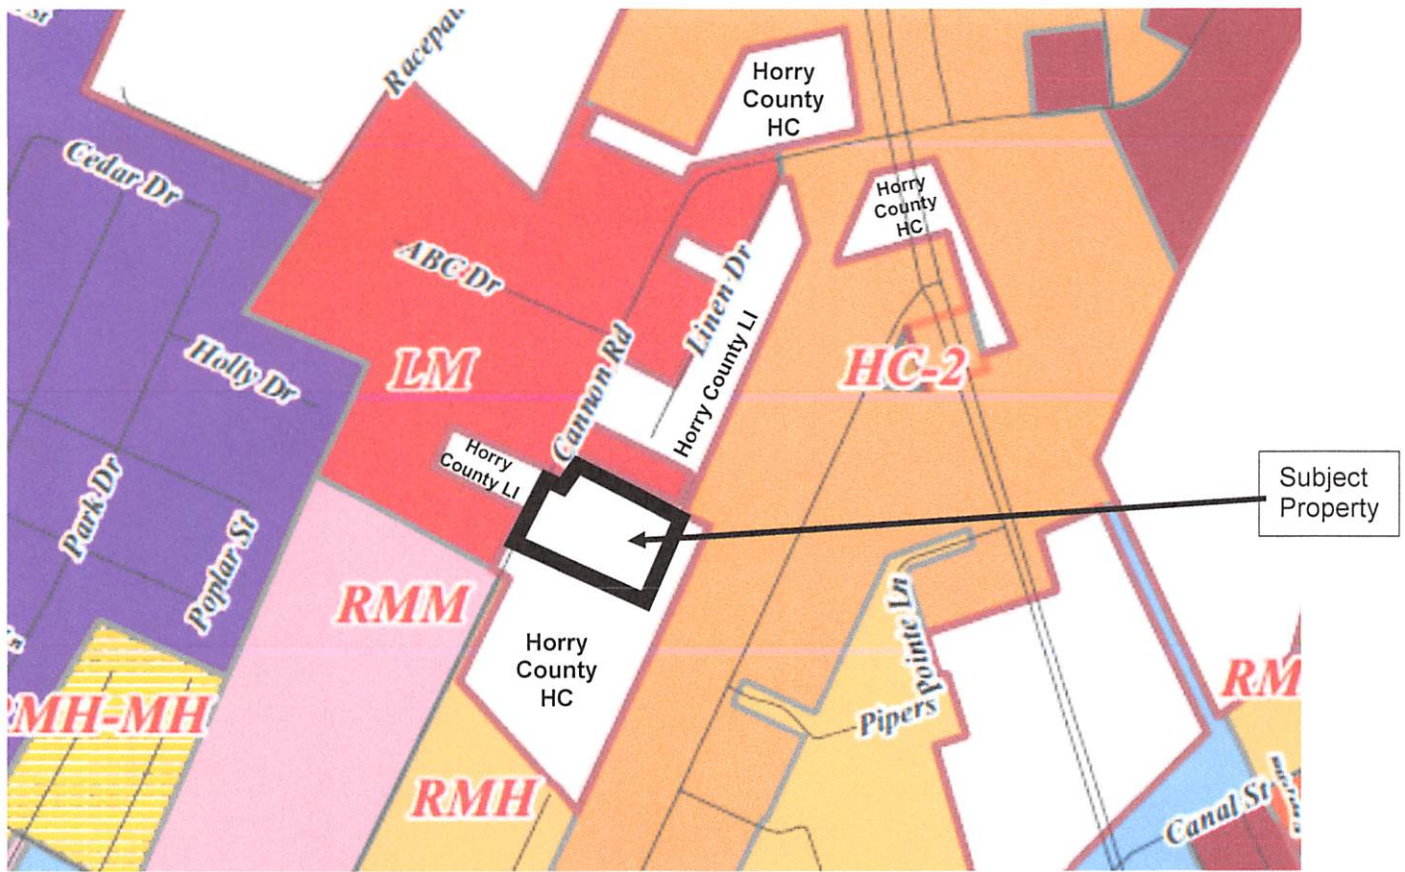 St
Racepa
Horry
County
HC
Cedar Dr
Horry
County
HC
ABC Dr
Linen Dr
Holly Dr
LM
Cannon Rd
Horry County LI
HC-2
Horry
County LI
Subject
Property
Park Dr
Poplar St
RMM
Pointe Ln
Horry
County
HC
RM
MH-MH
Pipers
RMH
Canal St